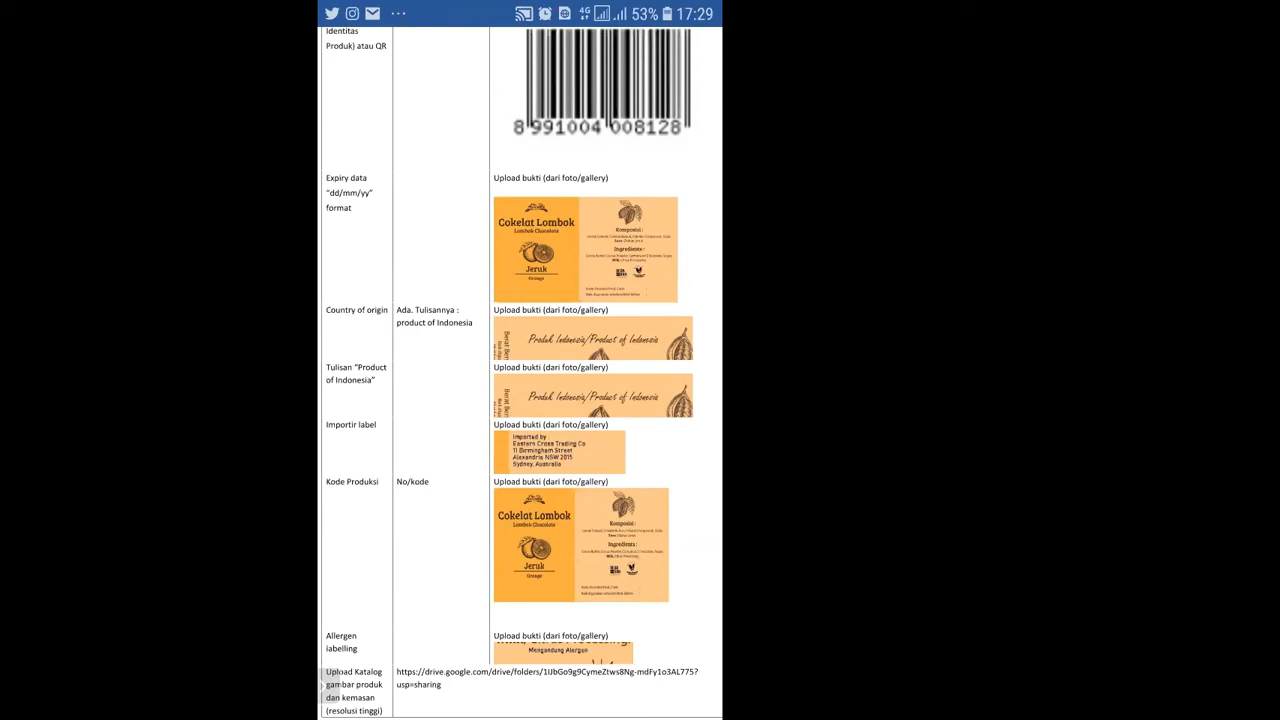 53% 17:29
4G
Identitas
Produk) atau QR
8 991004 008128
Expiry data
"dd/mm/yy"
format
Upload bukti (dari foto/gallery)
Cokelat Lombok
Lombok Chocolate
Jeruk
Orange
Komposisi :
Ingredients :
Country of origin
Ada. Tulisannya :
product of Indonesia
Upload bukti (dari foto/gallery)
Produk Indonesia/Product of Indonesia
Tulisan "Product
of Indonesia"
Upload bukti (dari foto/gallery)
Produk Indonesia/Product of Indonesia
Importir label
Upload bukti (dari foto/gallery)
Imported by :
Eastern Cross Trading Co
11 Birmingham Street
Alexandria NSW 2015
Sydney, Australia
Kode Produksi
No/kode
Upload bukti (dari foto/gallery)
Cokelat Lombok
Lombok Chocolate
Jeruk
Orange
Komposisi :
Ingredients :
Allergen
labelling
Upload bukti (dari foto/gallery)
Mengandung Alergen
Upload Katalog
gambar produk
dan kemasan
(resolusi tinggi)
https://drive.google.com/drive/folders/1IJbGo9g9CymeZtws8Ng-mdFy1o3AL775?
usp=sharing